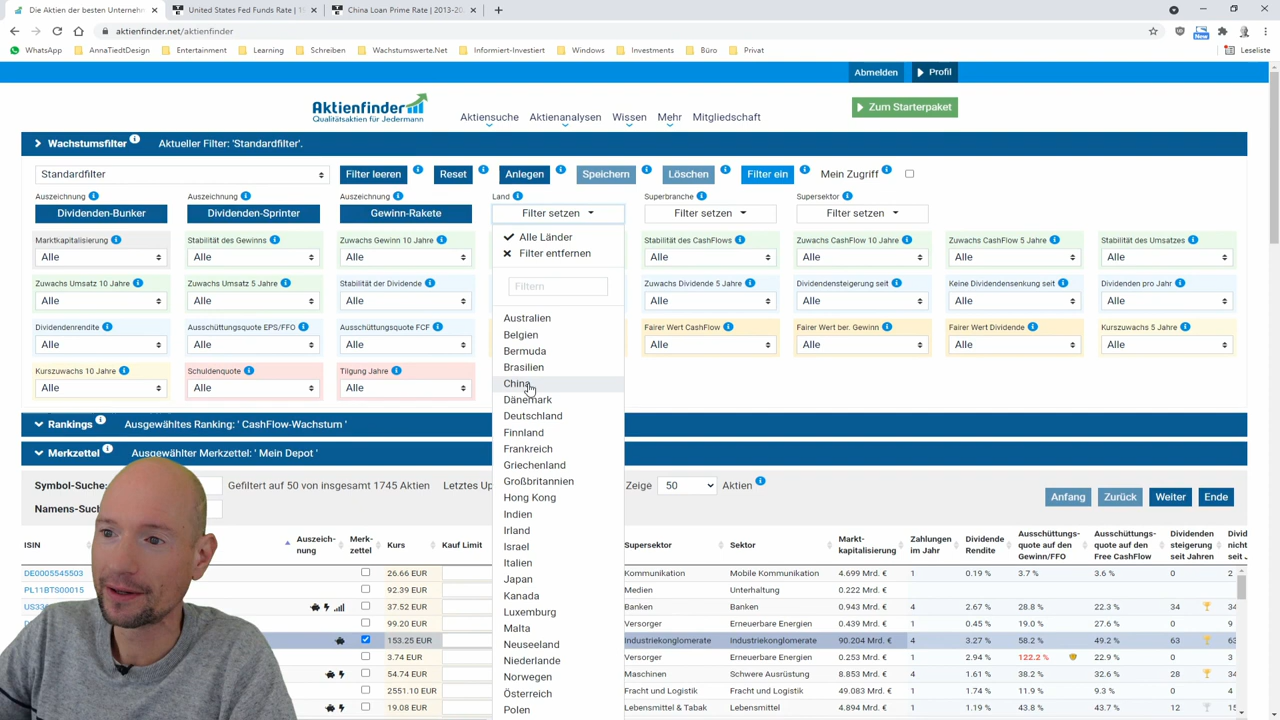 Die Aktien der besten Unternehm
United States Fed Funds Rate | 1
China Loan Prime Rate | 2013-2
aktienfinder.net/aktienfinder
WhatsApp AnnaTiedtDesign Entertainment Learning Schreiben Wachstumswerte.Net Informiert-Investiert Windows Investments Büro Privat Leseliste
New
Abmelden Profil
Aktienfinder
Qualitätsaktien für Jedermann
Aktiensuche Aktienanalysen Wissen Mehr Mitgliedschaft
Zum Starterpaket
Wachstumsfilter Aktueller Filter: 'Standardfilter'.
Standardfilter Filter leeren Reset Anlegen Speichern Löschen Filter ein Mein Zugriff
Auszeichnung Auszeichnung Auszeichnung Land Superbranche Supersektor
Dividenden-Bunker Dividenden-Sprinter Gewinn-Rakete Filter setzen Filter setzen Filter setzen
Marktkapitalisierung Stabilität des Gewinns Zuwachs Gewinn 10 Jahre Stabilität des CashFlows Zuwachs CashFlow 10 Jahre Zuwachs CashFlow 5 Jahre Stabilität des Umsatzes
Alle Alle Alle Alle Alle Alle Alle
Zuwachs Umsatz 10 Jahre Zuwachs Umsatz 5 Jahre Stabilität der Dividende Zuwachs Dividende 5 Jahre Dividendensteigerung seit Keine Dividendensenkung seit Dividenden pro Jahr
Alle Alle Alle Alle Alle Alle Alle
Dividendenrendite Ausschüttungsquote EPS/FFO Ausschüttungsquote FCF Fairer Wert CashFlow Fairer Wert ber. Gewinn Fairer Wert Dividende Kurszuwachs 5 Jahre
Alle Alle Alle Alle Alle Alle Alle
Kurszuwachs 10 Jahre Schuldenquote Tilgung Jahre
Alle Alle Alle
Alle Länder
Filter entfernen
Filtern
Australien
Belgien
Bermuda
Brasilien
China
Dänemark
Deutschland
Finnland
Frankreich
Griechenland
Großbritannien
Hong Kong
Indien
Irland
Israel
Italien
Japan
Kanada
Luxemburg
Malta
Neuseeland
Niederlande
Norwegen
Österreich
Polen
Rankings Ausgewähltes Ranking: ' CashFlow-Wachstum '
Merkzettel Ausgewählter Merkzettel: ' Mein Depot '
Symbol-Suche: Gefiltert auf 50 von insgesamt 1745 Aktien Letztes Up Zeige 50 Aktien
Namens-Suc
Anfang Zurück Weiter Ende
ISIN Auszeich-nung Merk-zettel Kurs Kauf Limit Supersektor Sektor Markt-kapitalisierung Zahlungen im Jahr Dividende Rendite Ausschüttungs-quote auf den Gewinn/FFO Ausschüttungs-quote auf den Free CashFlow Dividenden steigerung seit Jahren Divid nicht seit J
DE0005545503 26.66 EUR Kommunikation Mobile Kommunikation 4.699 Mrd. € 1 0.19 % 3.7 % 3.6 % 0 2
PL11BTS00015 92.39 EUR Medien Unterhaltung 0.222 Mrd. € 1
US33 37.52 EUR Banken Banken 0.943 Mrd. € 4 2.67 % 28.8 % 22.3 % 34 34
99.20 EUR Versorger Erneuerbare Energien 2.419 Mrd. € 1 0.45 % 19.0 % 9.4 % 0
153.25 EUR Industriekonglomerate Industriekonglomerate 90.204 Mrd. € 4 3.27 % 58.2 % 49.2 % 63 63
3.74 EUR Versorger Erneuerbare Energien 0.253 Mrd. € 1 2.94 % 122.2 % 22.9 % 0
54.74 EUR Maschinen Schwere Ausrüstung 8.853 Mrd. € 4 1.61 % 38.2 % 32.6 % 28
2551.10 EUR Fracht und Logistik Fracht und Logistik 49.083 Mrd. € 1 1.74 % 11.9 % 9.3 % 0
19.08 EUR Lebensmittel & Tabak Lebensmittel & Tabak 4.894 Mrd. € 4 1.67 % 43.8 % 43.7 % 12